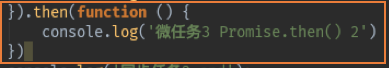 }).then(function () {
console.log('微任务3 Promise.then() 2')
})